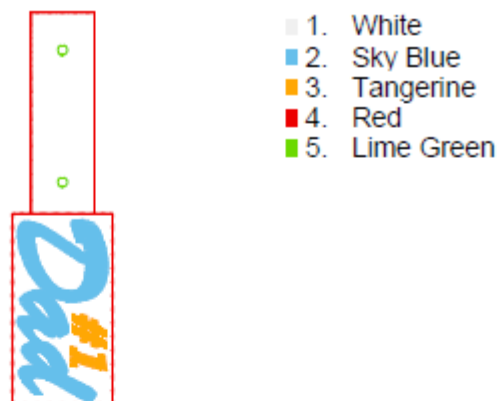 1. White
2. Sky Blue
3. Tangerine
4. Red
5. Lime Green
#1
Dad